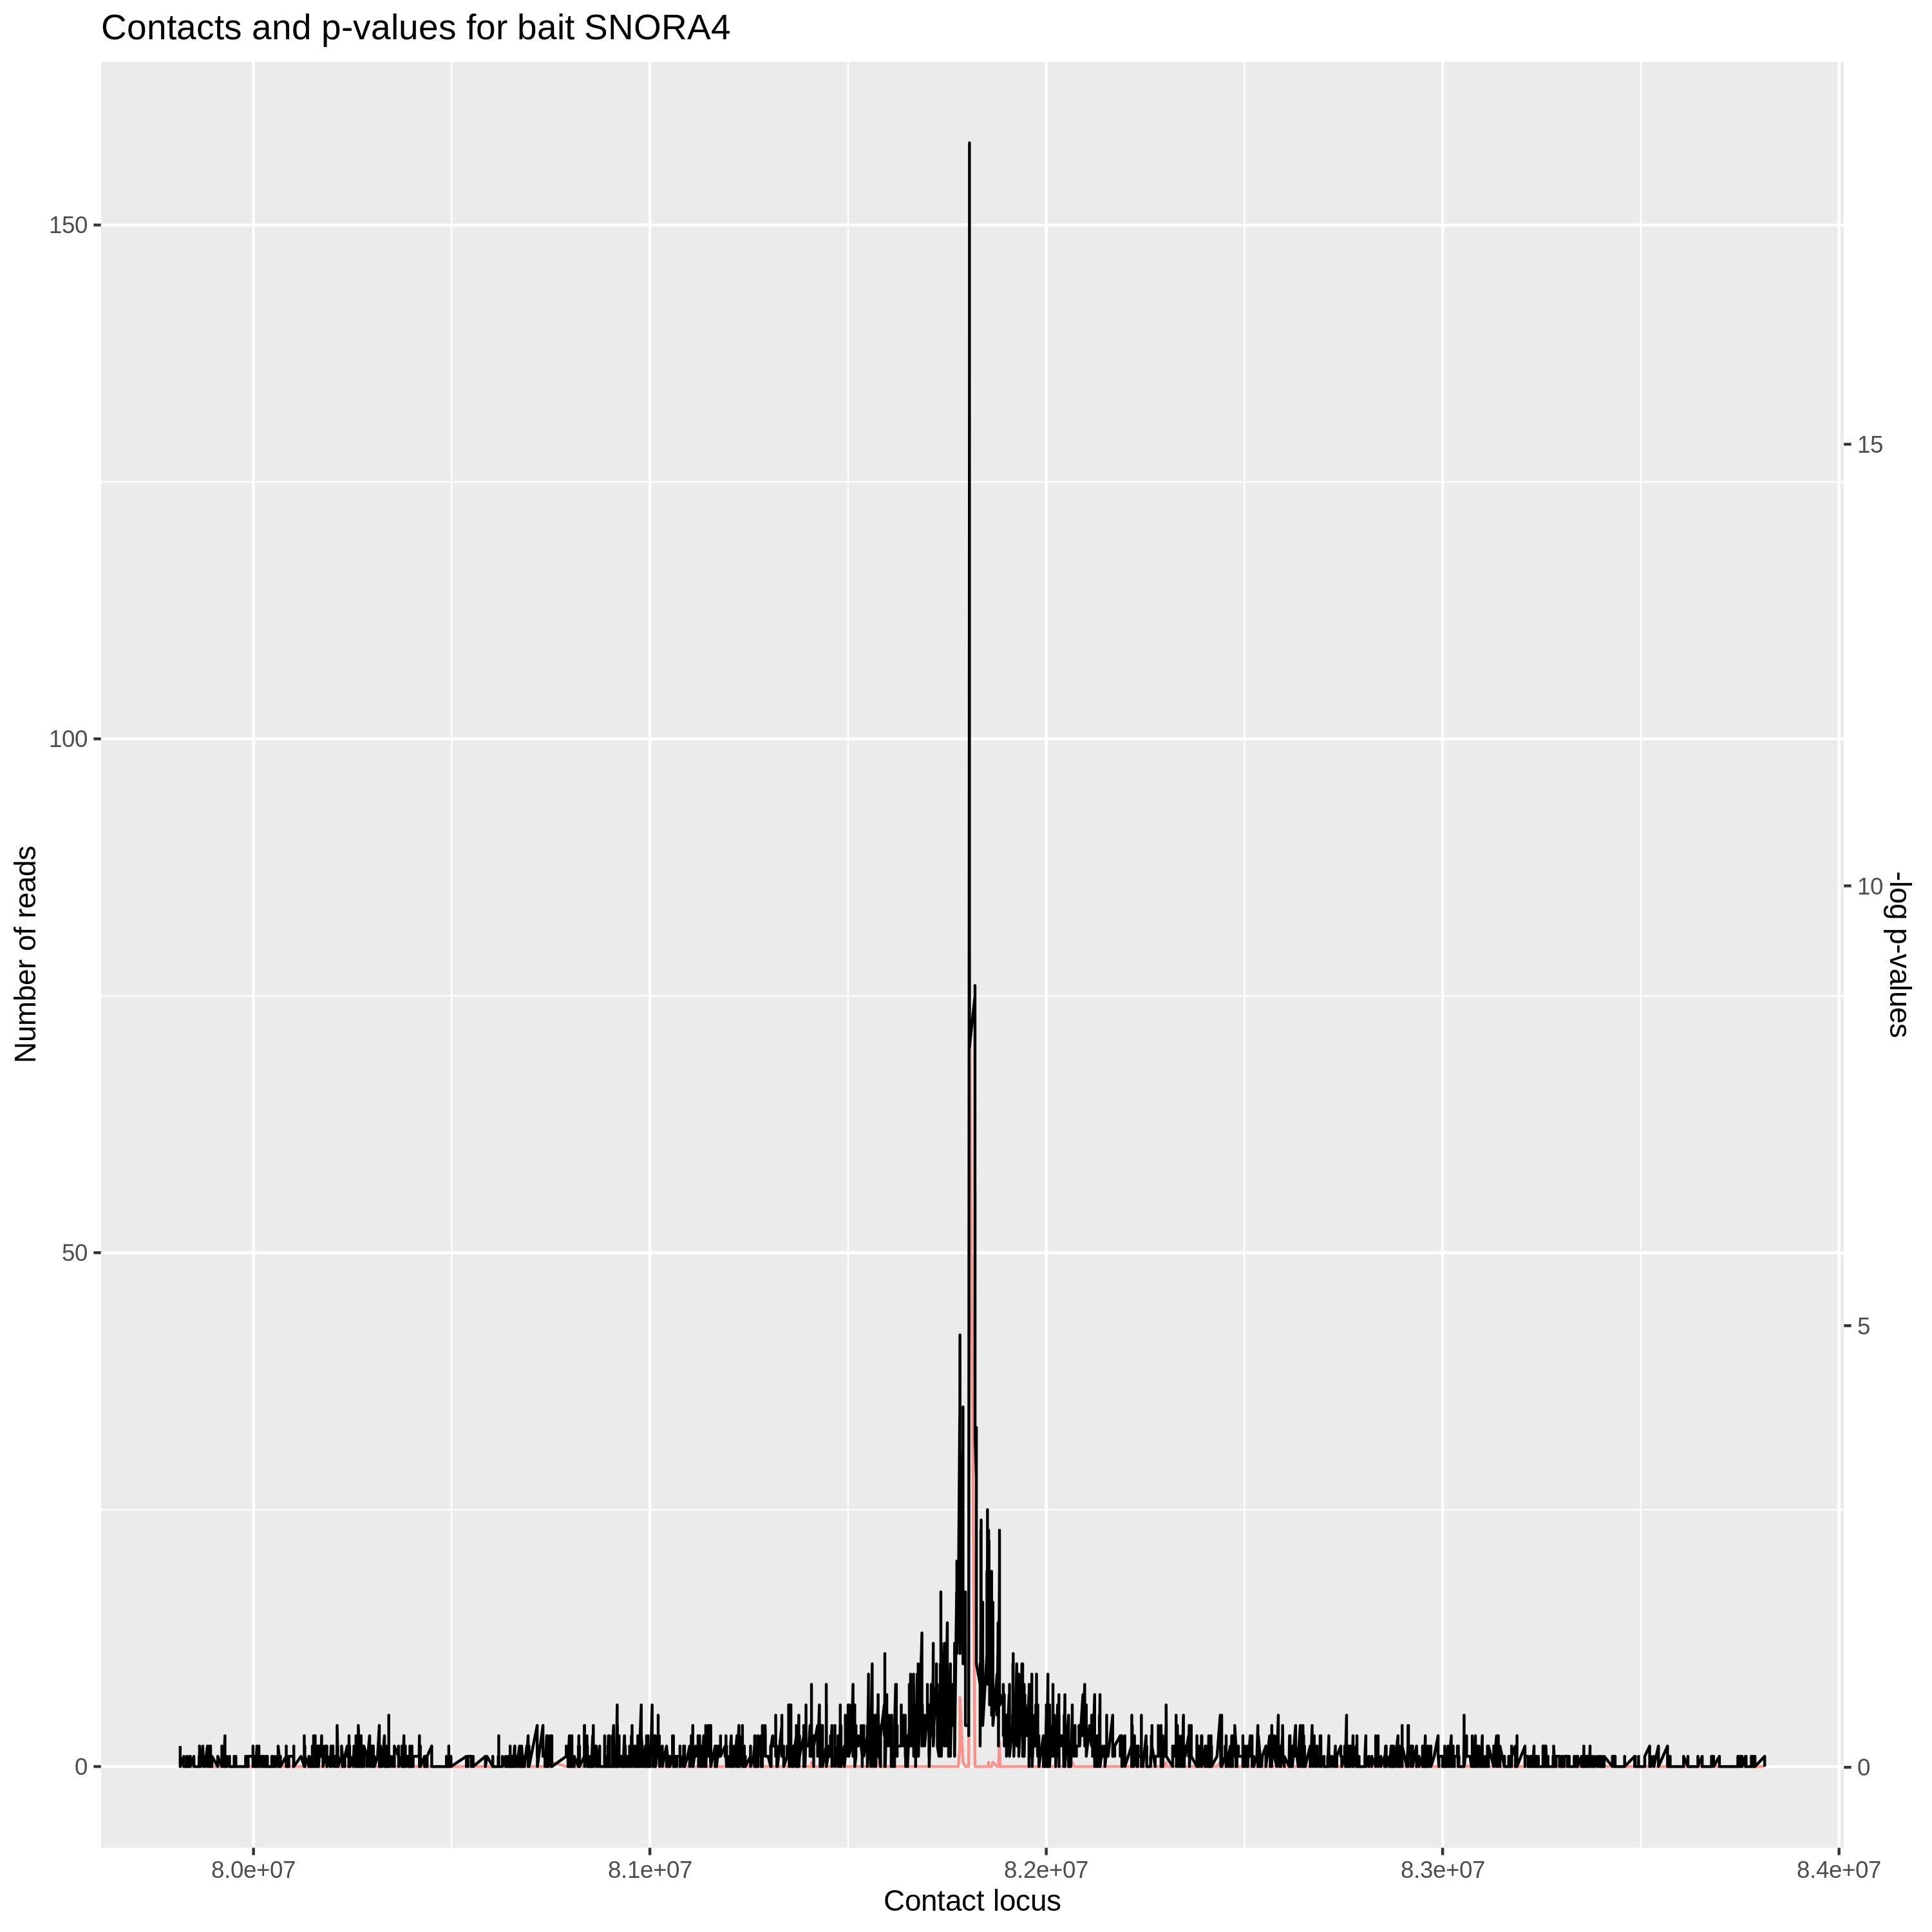 Contacts and p-values for bait SNORA4
150
100
50
0
Number of reads
15
10
5
0
-log p-values
8.0e+07 8.1e+07 8.2e+07 8.3e+07 8.4e+07
Contact locus